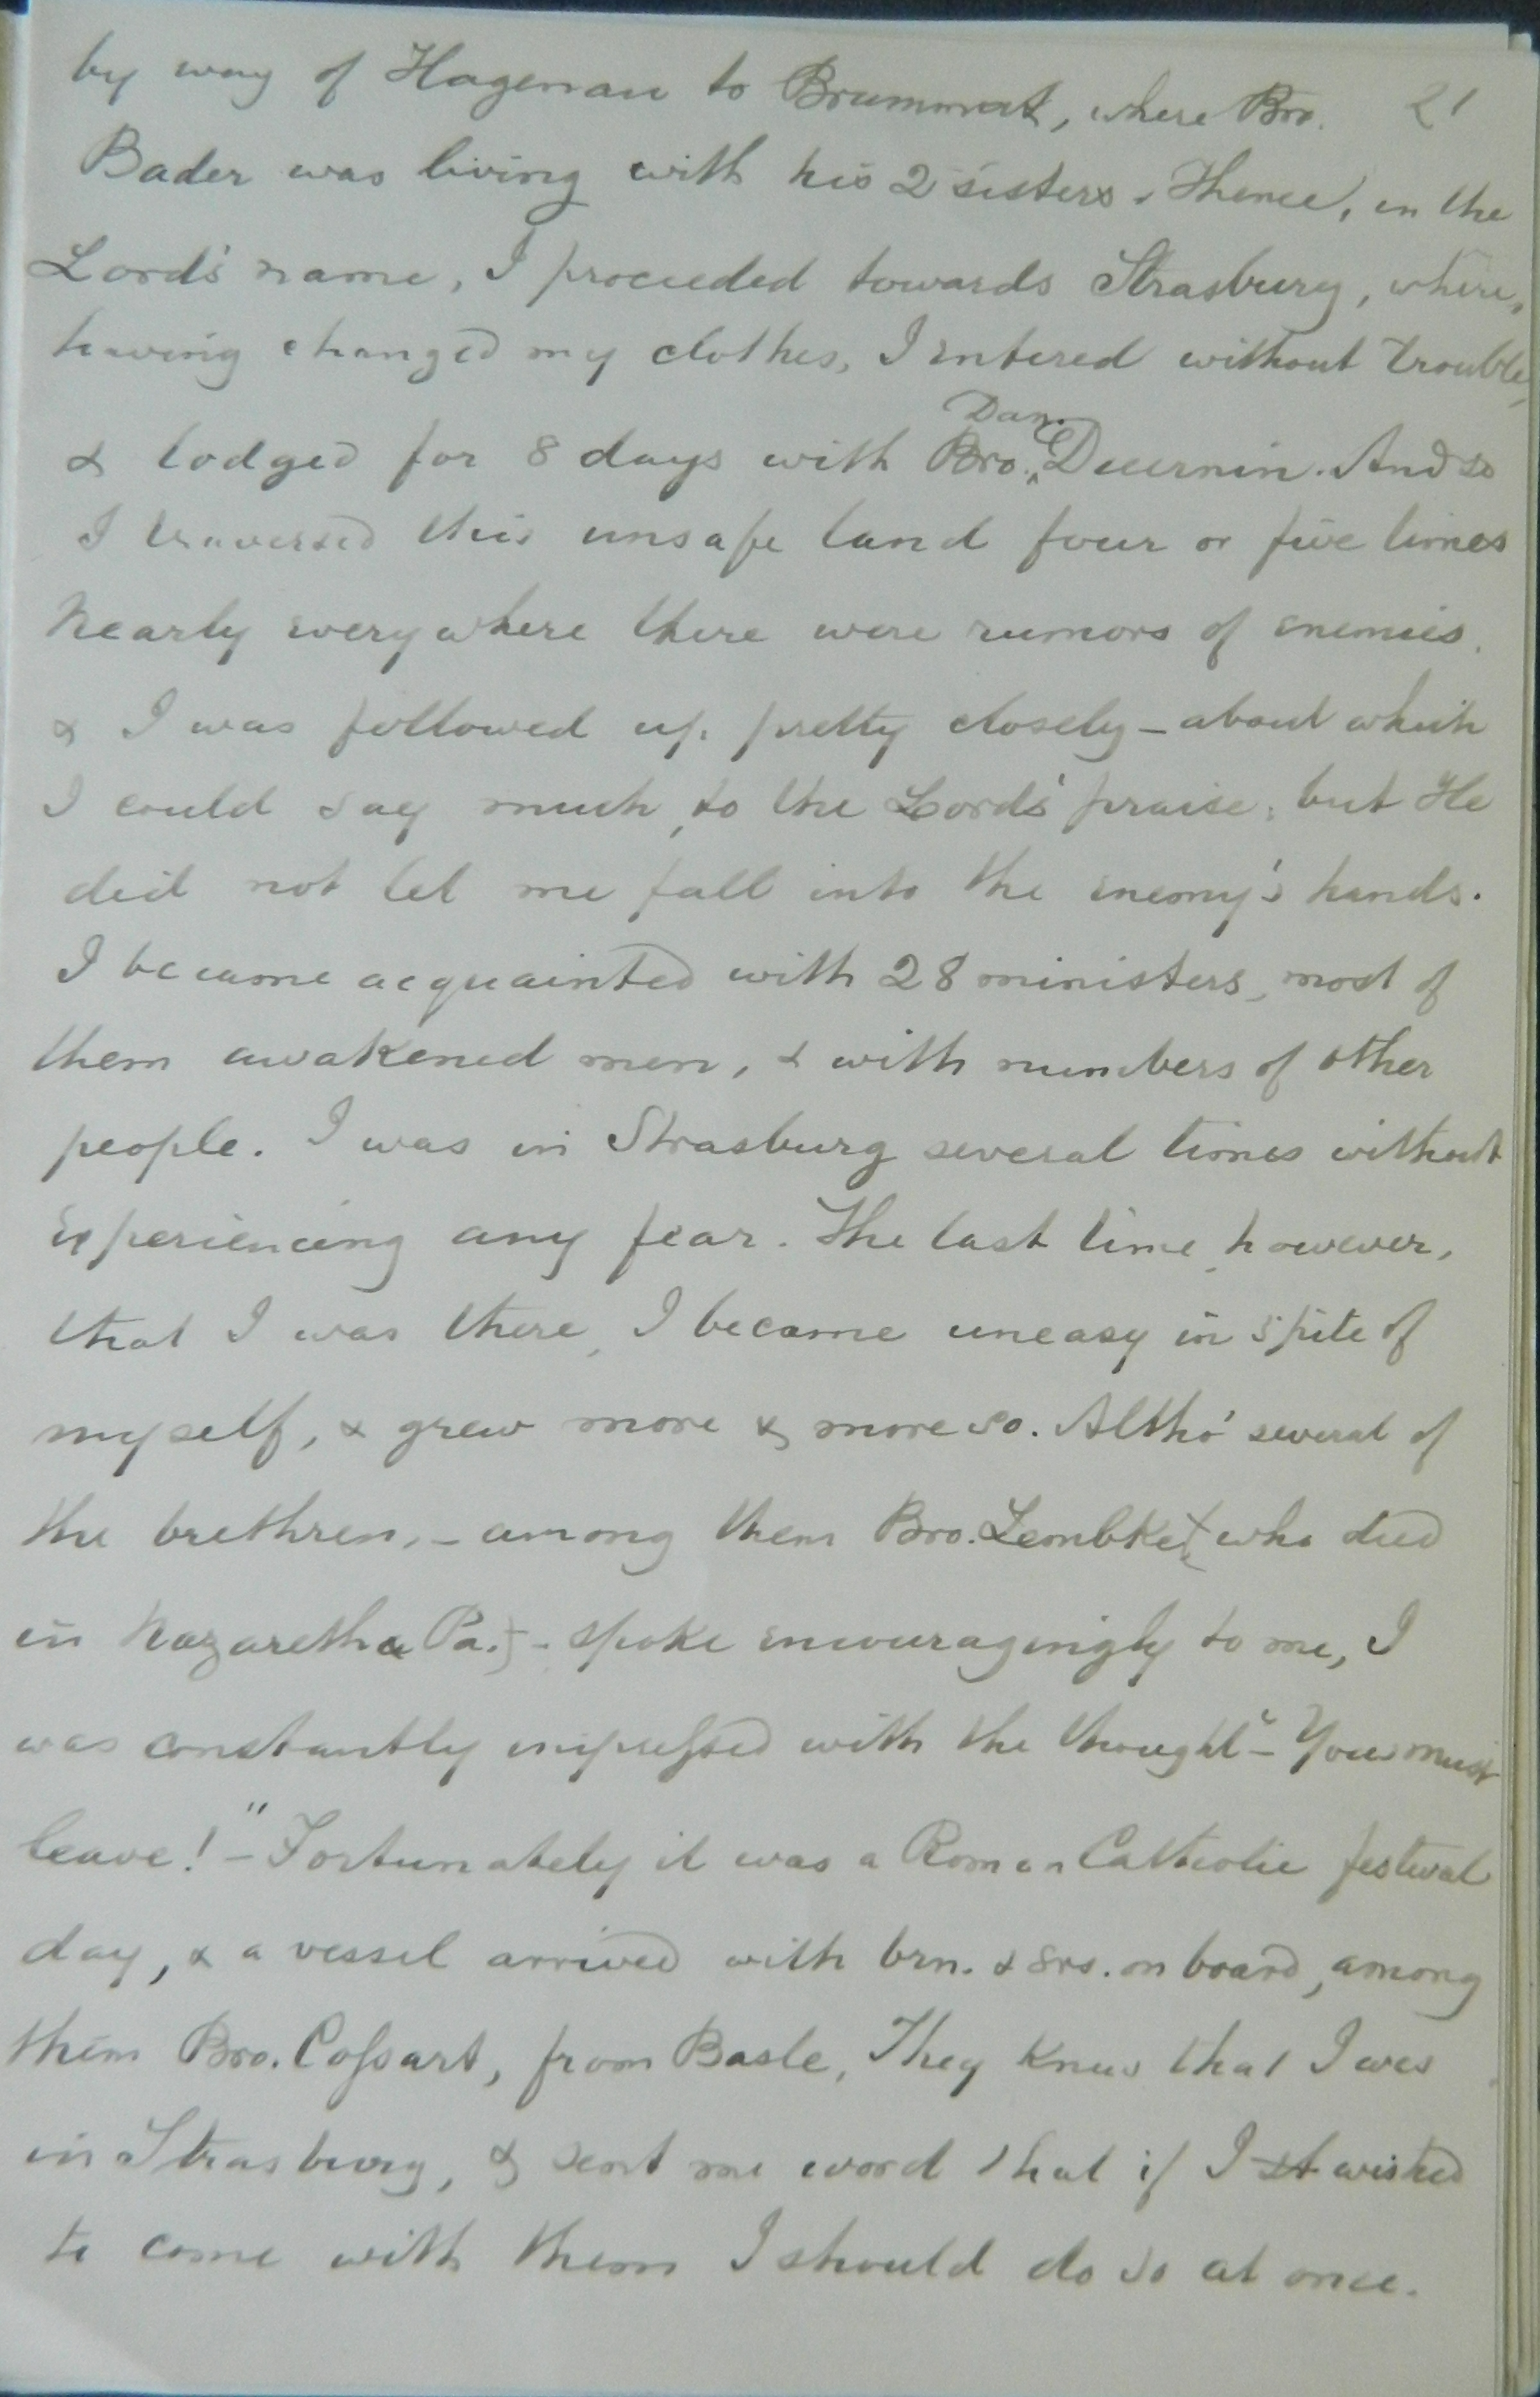 by way of Hagenau to Brummat, where Bro. 21
Bader was living with his 2 sisters. Thence, in the
Lord's name, I proceeded towards Strasburg, where,
having changed my clothes, I entered without trouble,
& lodged for 8 days with Bro. Dan. Deuernin. And so
I traversed this unsafe land four or five times
Nearly everywhere there were rumors of enemies.
& I was followed up pretty closely – about which
I could say much, to the Lord's praise; but He
did not let me fall into the enemy's hands.
I became acquainted with 28 ministers, most of
them awakened men, & with numbers of other
people. I was in Strasburg several times without
experiencing any fear. The last time, however,
that I was there, I became uneasy in spite of
myself, & grew more & more so. Altho' several of
the brethren, – among them Bro. Lembke (who died
in Nazareth Pa.) – spoke encouragingly to me, I
was constantly impressed with the thought – "You must
leave!" – Fortunately it was a Roman Catholic festival
day, & a vessel arrived with brn. & srs. on board, among
them Bro. Cossart, from Basle, They knew that I was
in Strasburg, & sent me word that if I wished
to come with them I should do so at once.